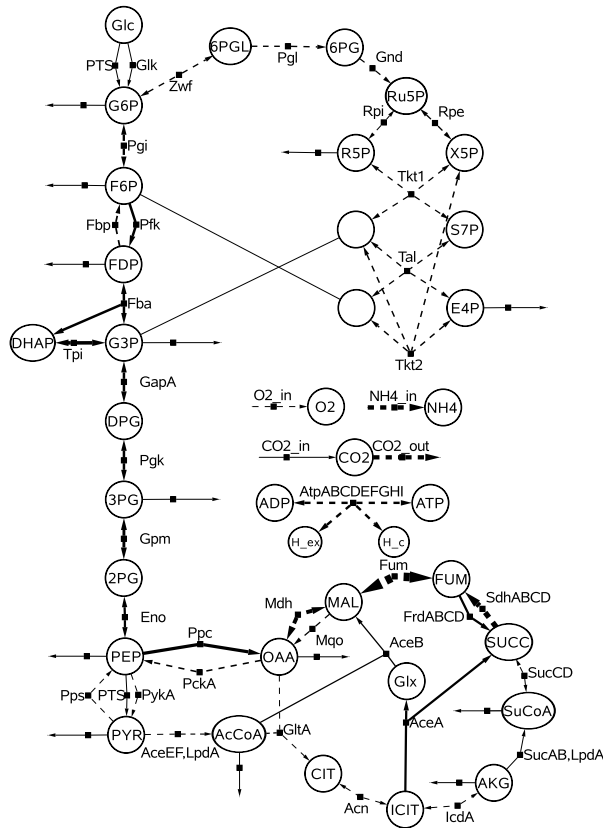 Glc
PTS
Glk
G6P
Zwf
6PGL
Pgl
6PG
Gnd
Ru5P
Rpi
Rpe
Pgi
R5P
X5P
F6P
Tkt1
Fbp
Pfk
S7P
FDP
Tal
Fba
E4P
DHAP
Tpi
G3P
Tkt2
GapA
O2_in
O2
NH4_in
NH4
DPG
CO2_in
CO2
CO2_out
Pgk
3PG
AtpABCDEFGHI
ADP
ATP
Gpm
H_ex
H_c
2PG
Fum
FUM
SdhABCD
Eno
Mdh
MAL
FrdABCD
Mqo
SUCC
Ppc
AceB
PEP
OAA
PckA
Glx
SucCD
Pps
PTS
PykA
SuCoA
PYR
AceEF,LpdA
AcCoA
GltA
AceA
SucAB,LpdA
CIT
AKG
Acn
ICIT
IcdA